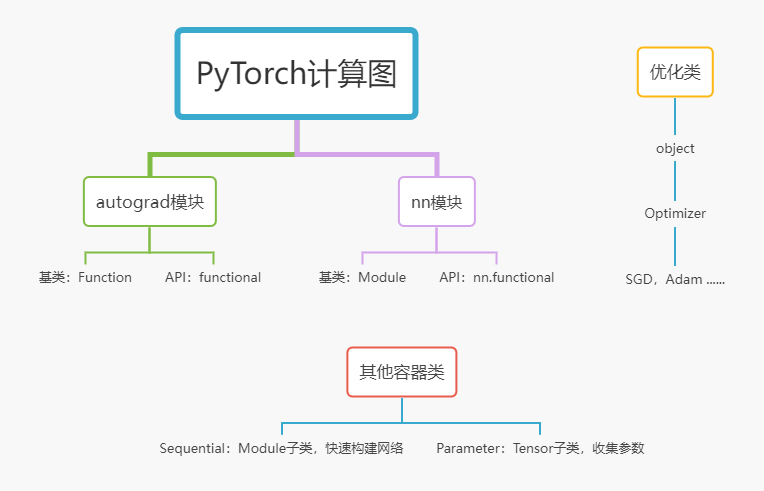 PyTorch计算图
优化类
object
autograd模块
nn模块
Optimizer
基类：Function
API：functional
基类：Module
API：nn.functional
SGD，Adam ......
其他容器类
Sequential：Module子类，快速构建网络
Parameter：Tensor子类，收集参数